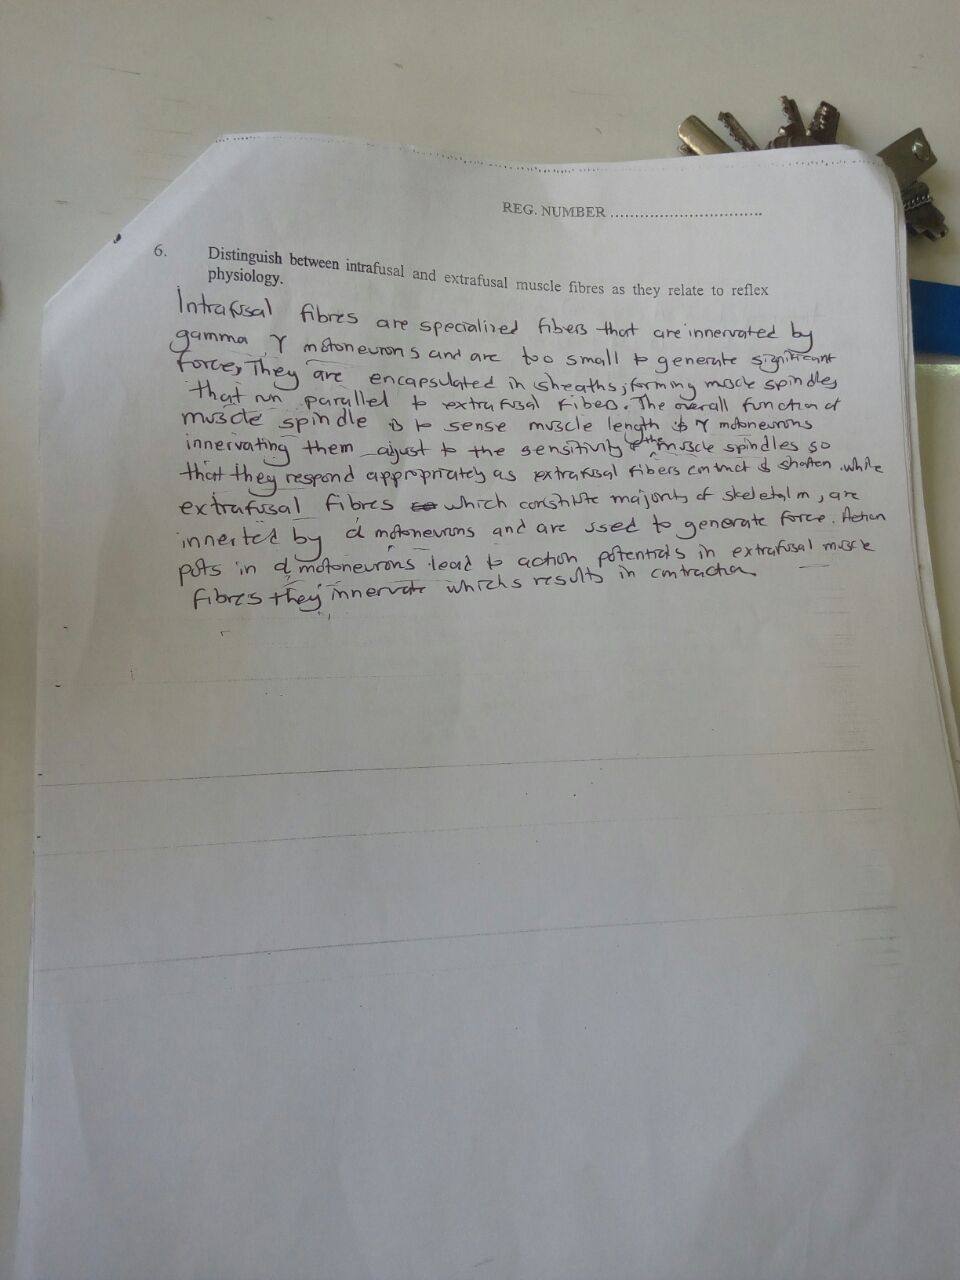 REG. NUMBER ..............................
6. Distinguish between intrafusal and extrafusal muscle fibres as they relate to reflex
physiology.
Intrafusal fibres are specialized fibers that are innervated by
gamma γ motoneurons and are too small to generate significant
force, They are encapsulated in sheaths, forming muscle spindles
that run parallel to extrafusal fibers. The overall function of
muscle spindle is to sense muscle length & γ motoneurons
innervating them adjust to the sensitivity of the muscle spindles so
that they respond appropriately as extrafusal fibers contract & shorten. while
extrafusal fibres which constitute majority of skeletal m, are
innerted by α motoneurons and are used to generate force. Action
pots in α motoneurons lead to action potentials in extrafusal muscle
fibres they innervate whichs results in contraction